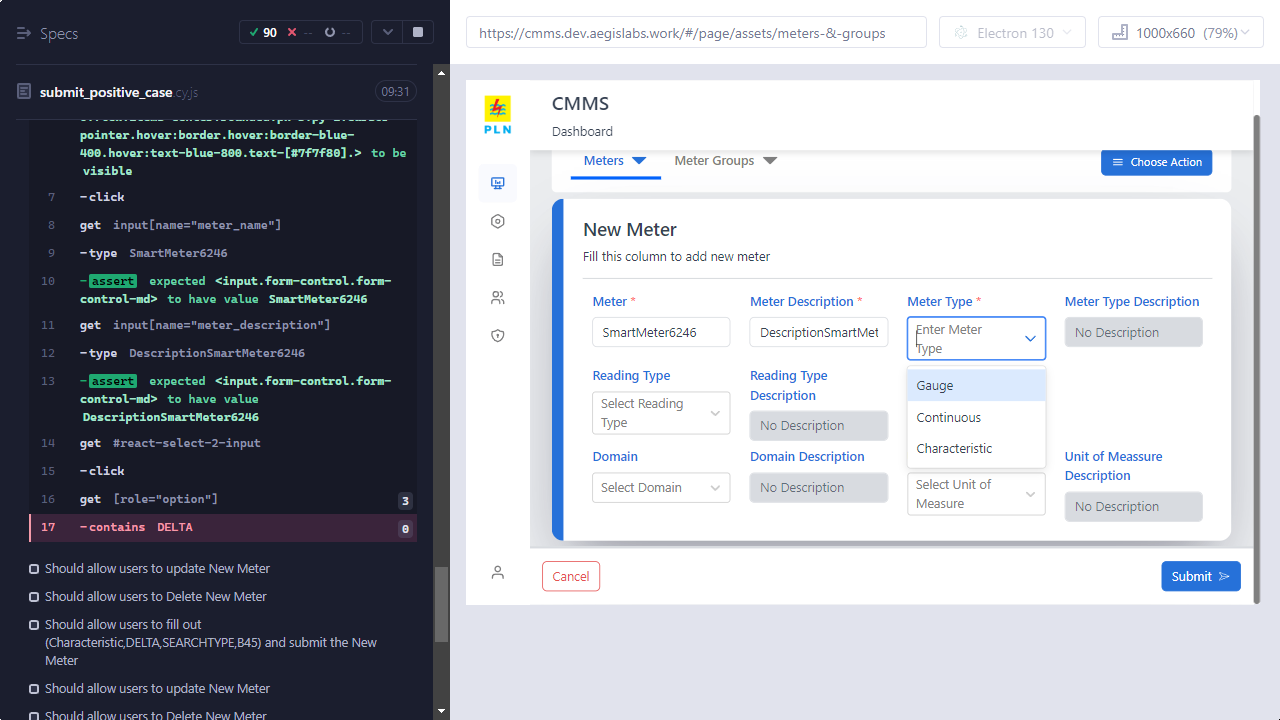 Specs
90
--
--
submit_positive_case.cy.js
09:31
pointer.hover:border.hover:border-blue-
400.hover:text-blue-800.text-[#7f7f80].> to be
visible
7 -click
8 get input[name="meter_name"]
9 -type SmartMeter6246
10 -assert expected <input.form-control.form-
control-md> to have value SmartMeter6246
11 get input[name="meter_description"]
12 -type DescriptionSmartMeter6246
13 -assert expected <input.form-control.form-
control-md> to have value
DescriptionSmartMeter6246
14 get #react-select-2-input
15 -click
16 get [role="option"] 3
17 -contains DELTA 0
Should allow users to update New Meter
Should allow users to Delete New Meter
Should allow users to fill out
(Characteristic,DELTA,SEARCHTYPE,B45) and submit the New
Meter
Should allow users to update New Meter
Should allow users to Delete New Meter
https://cmms.dev.aegislabs.work/#/page/assets/meters-&-groups
Electron 130
1000x660 (79%)
PLN
CMMS
Dashboard
Meters
Meter Groups
Choose Action
New Meter
Fill this column to add new meter
Meter *
Meter Description *
Meter Type *
Meter Type Description
SmartMeter6246
DescriptionSmartMet
Enter Meter
Type
No Description
Reading Type
Reading Type
Description
Select Reading
Type
No Description
Gauge
Continuous
Characteristic
Domain
Domain Description
Unit of Meassure
Description
Select Domain
No Description
Select Unit of
Measure
No Description
Cancel
Submit